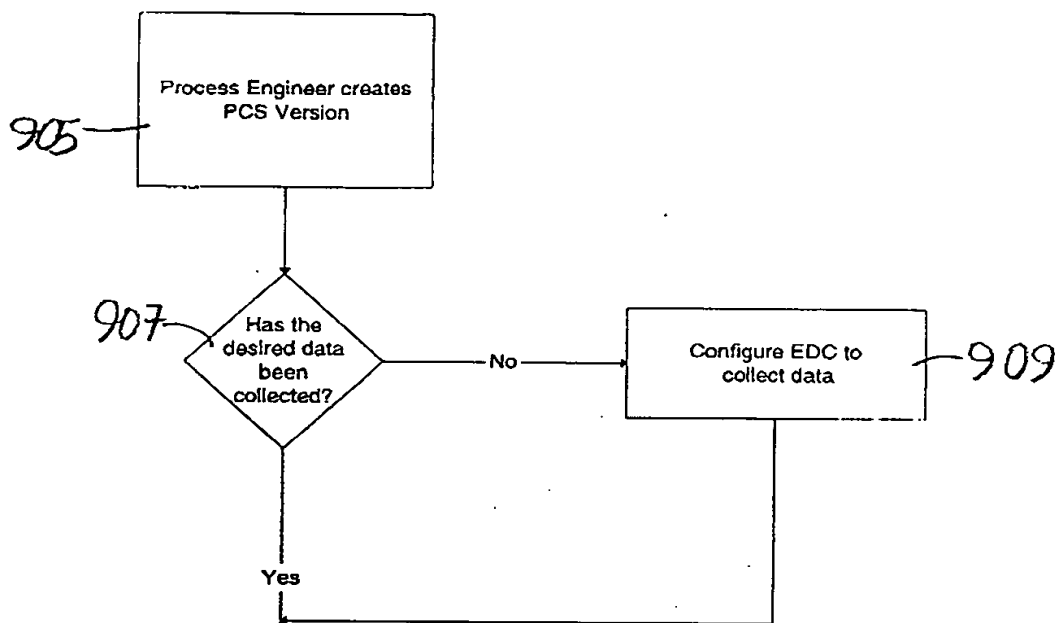 Process Engineer creates
PCS Version
905
907
Has the
desired data
been
collected?
No
Configure EDC to
collect data
909
Yes